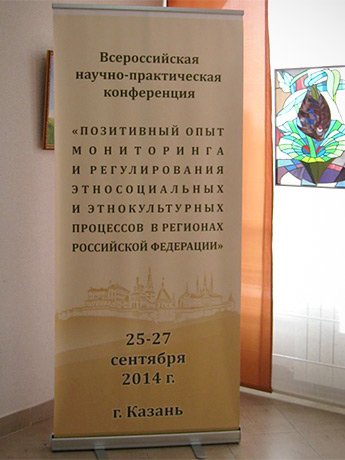 Всероссийская
научно-практическая
конференция
«ПОЗИТИВНЫЙ ОПЫТ
МОНИТОРИНГА
И РЕГУЛИРОВАНИЯ
ЭТНОСОЦИАЛЬНЫХ
И ЭТНОКУЛЬТУРНЫХ
ПРОЦЕССОВ В РЕГИОНАХ
РОССИЙСКОЙ ФЕДЕРАЦИИ»
25-27
сентября
2014 г.
г. Казань